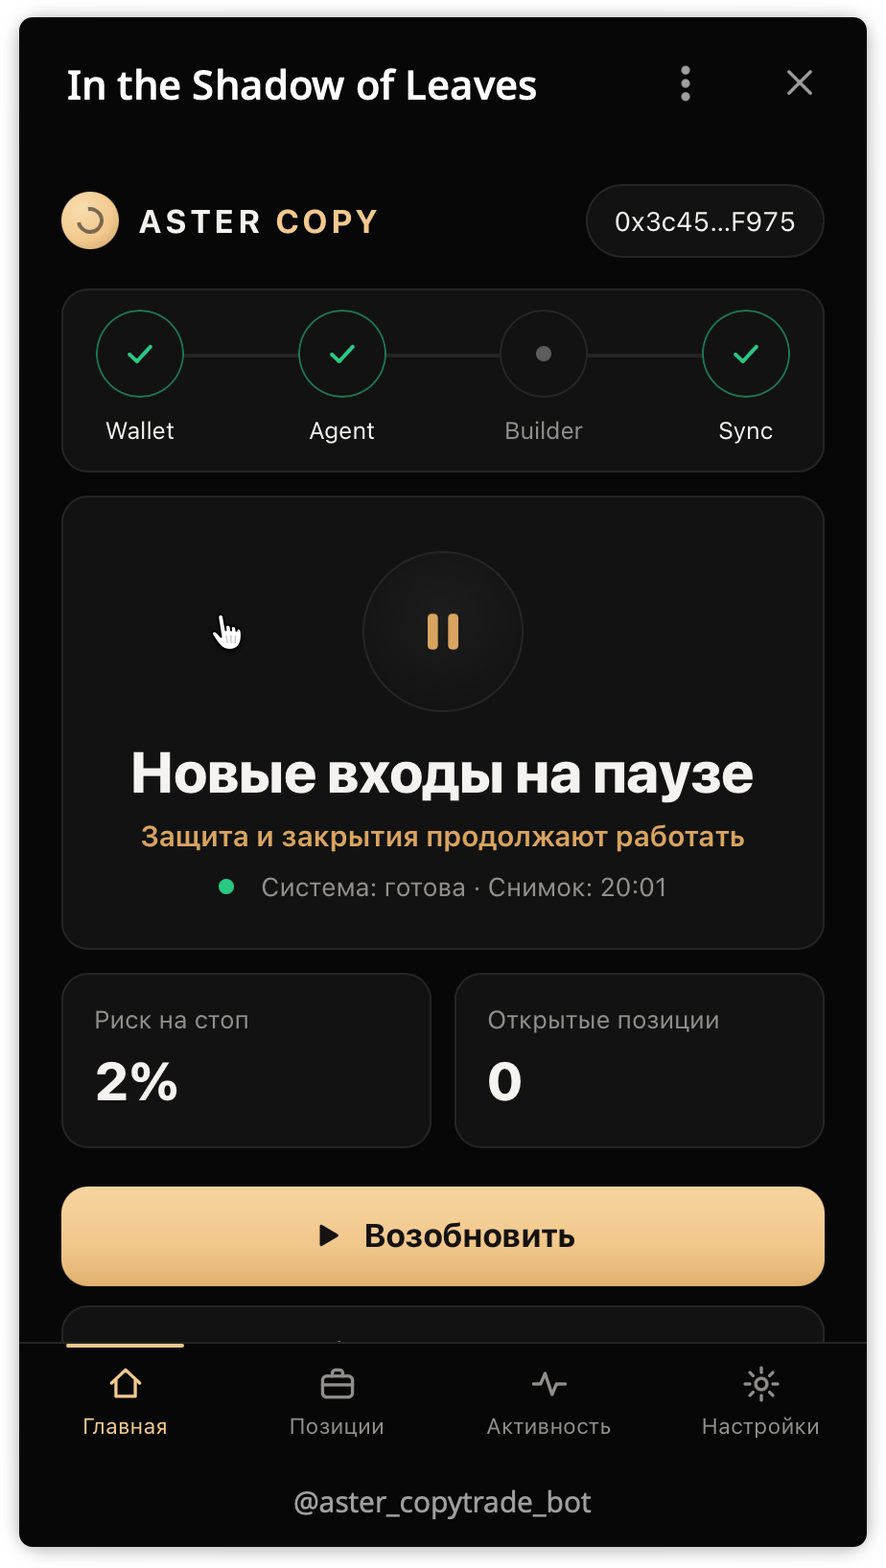 In the Shadow of Leaves
ASTER COPY
0x3c45...F975
Wallet
Agent
Builder
Sync
Новые входы на паузе
Защита и закрытия продолжают работать
Система: готова · Снимок: 20:01
Риск на стоп
2%
Открытые позиции
0
Возобновить
Главная
Позиции
Активность
Настройки
@aster_copytrade_bot